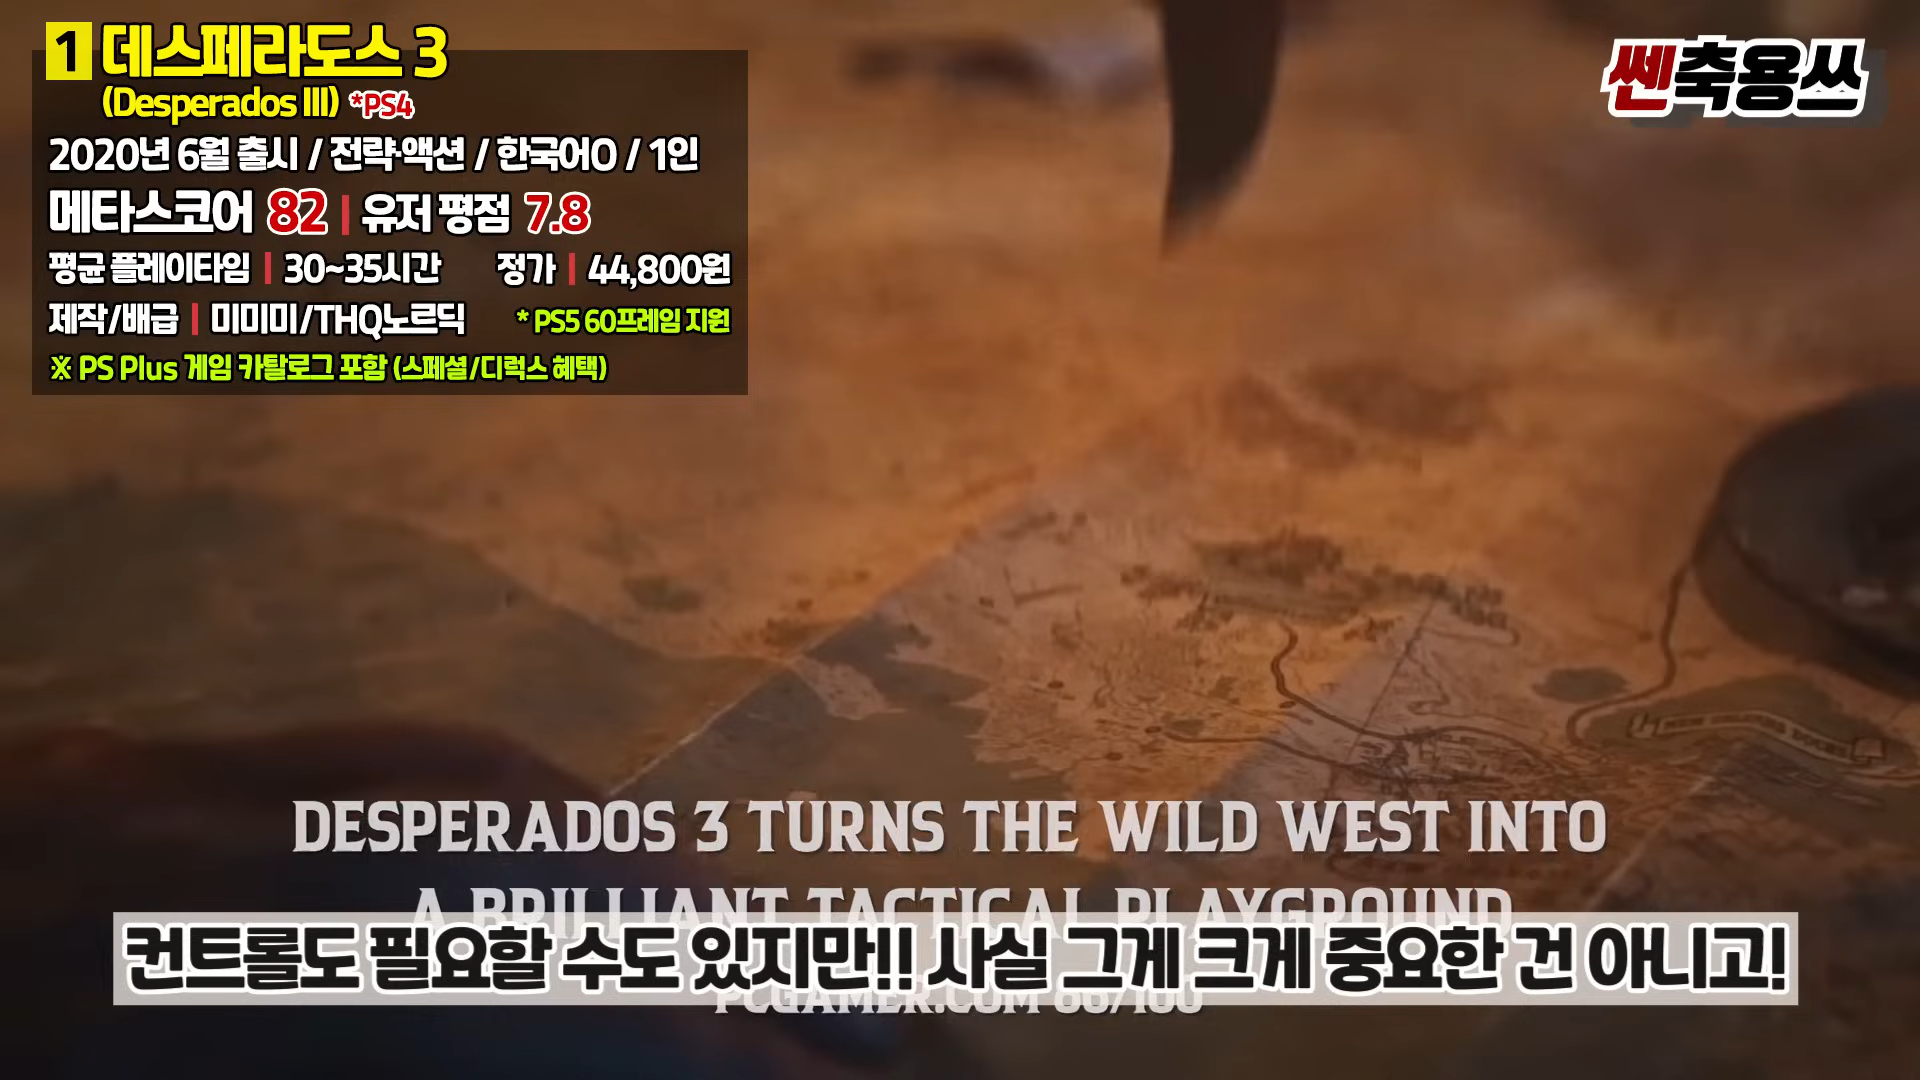 1 데스페라도스 3
(Desperados III) *PS4
2020년 6월 출시 / 전략·액션 / 한국어O / 1인
메타스코어 82 | 유저 평점 7.8
평균 플레이타임 | 30~35시간 정가 | 44,800원
제작/배급 | 미미미/THQ노르딕 * PS5 60프레임 지원
※ PS Plus 게임 카탈로그 포함 (스페셜/디럭스 혜택)
쎈축용쓰
DESPERADOS 3 TURNS THE WILD WEST INTO
A BRILLIANT TACTICAL PLAYGROUND
컨트롤도 필요할 수도 있지만!! 사실 그게 크게 중요한 건 아니고!
PCGAMER.COM